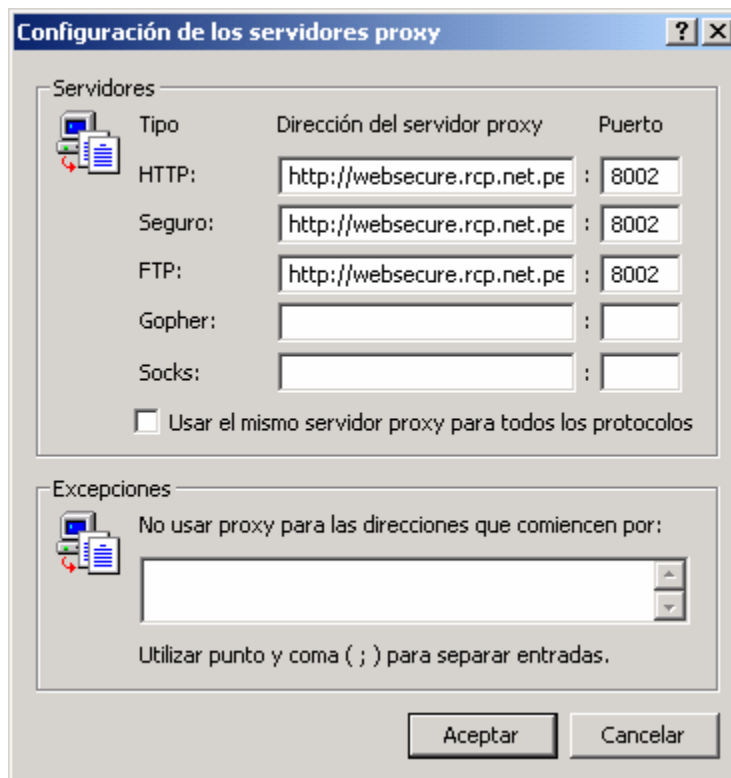 Configuración de los servidores proxy
Servidores
Tipo Dirección del servidor proxy Puerto
HTTP: http://websecure.rcp.net.pe : 8002
Seguro: http://websecure.rcp.net.pe : 8002
FTP: http://websecure.rcp.net.pe : 8002
Gopher: :
Socks: :
Usar el mismo servidor proxy para todos los protocolos
Excepciones
No usar proxy para las direcciones que comiencen por:
Utilizar punto y coma ( ; ) para separar entradas.
Aceptar Cancelar